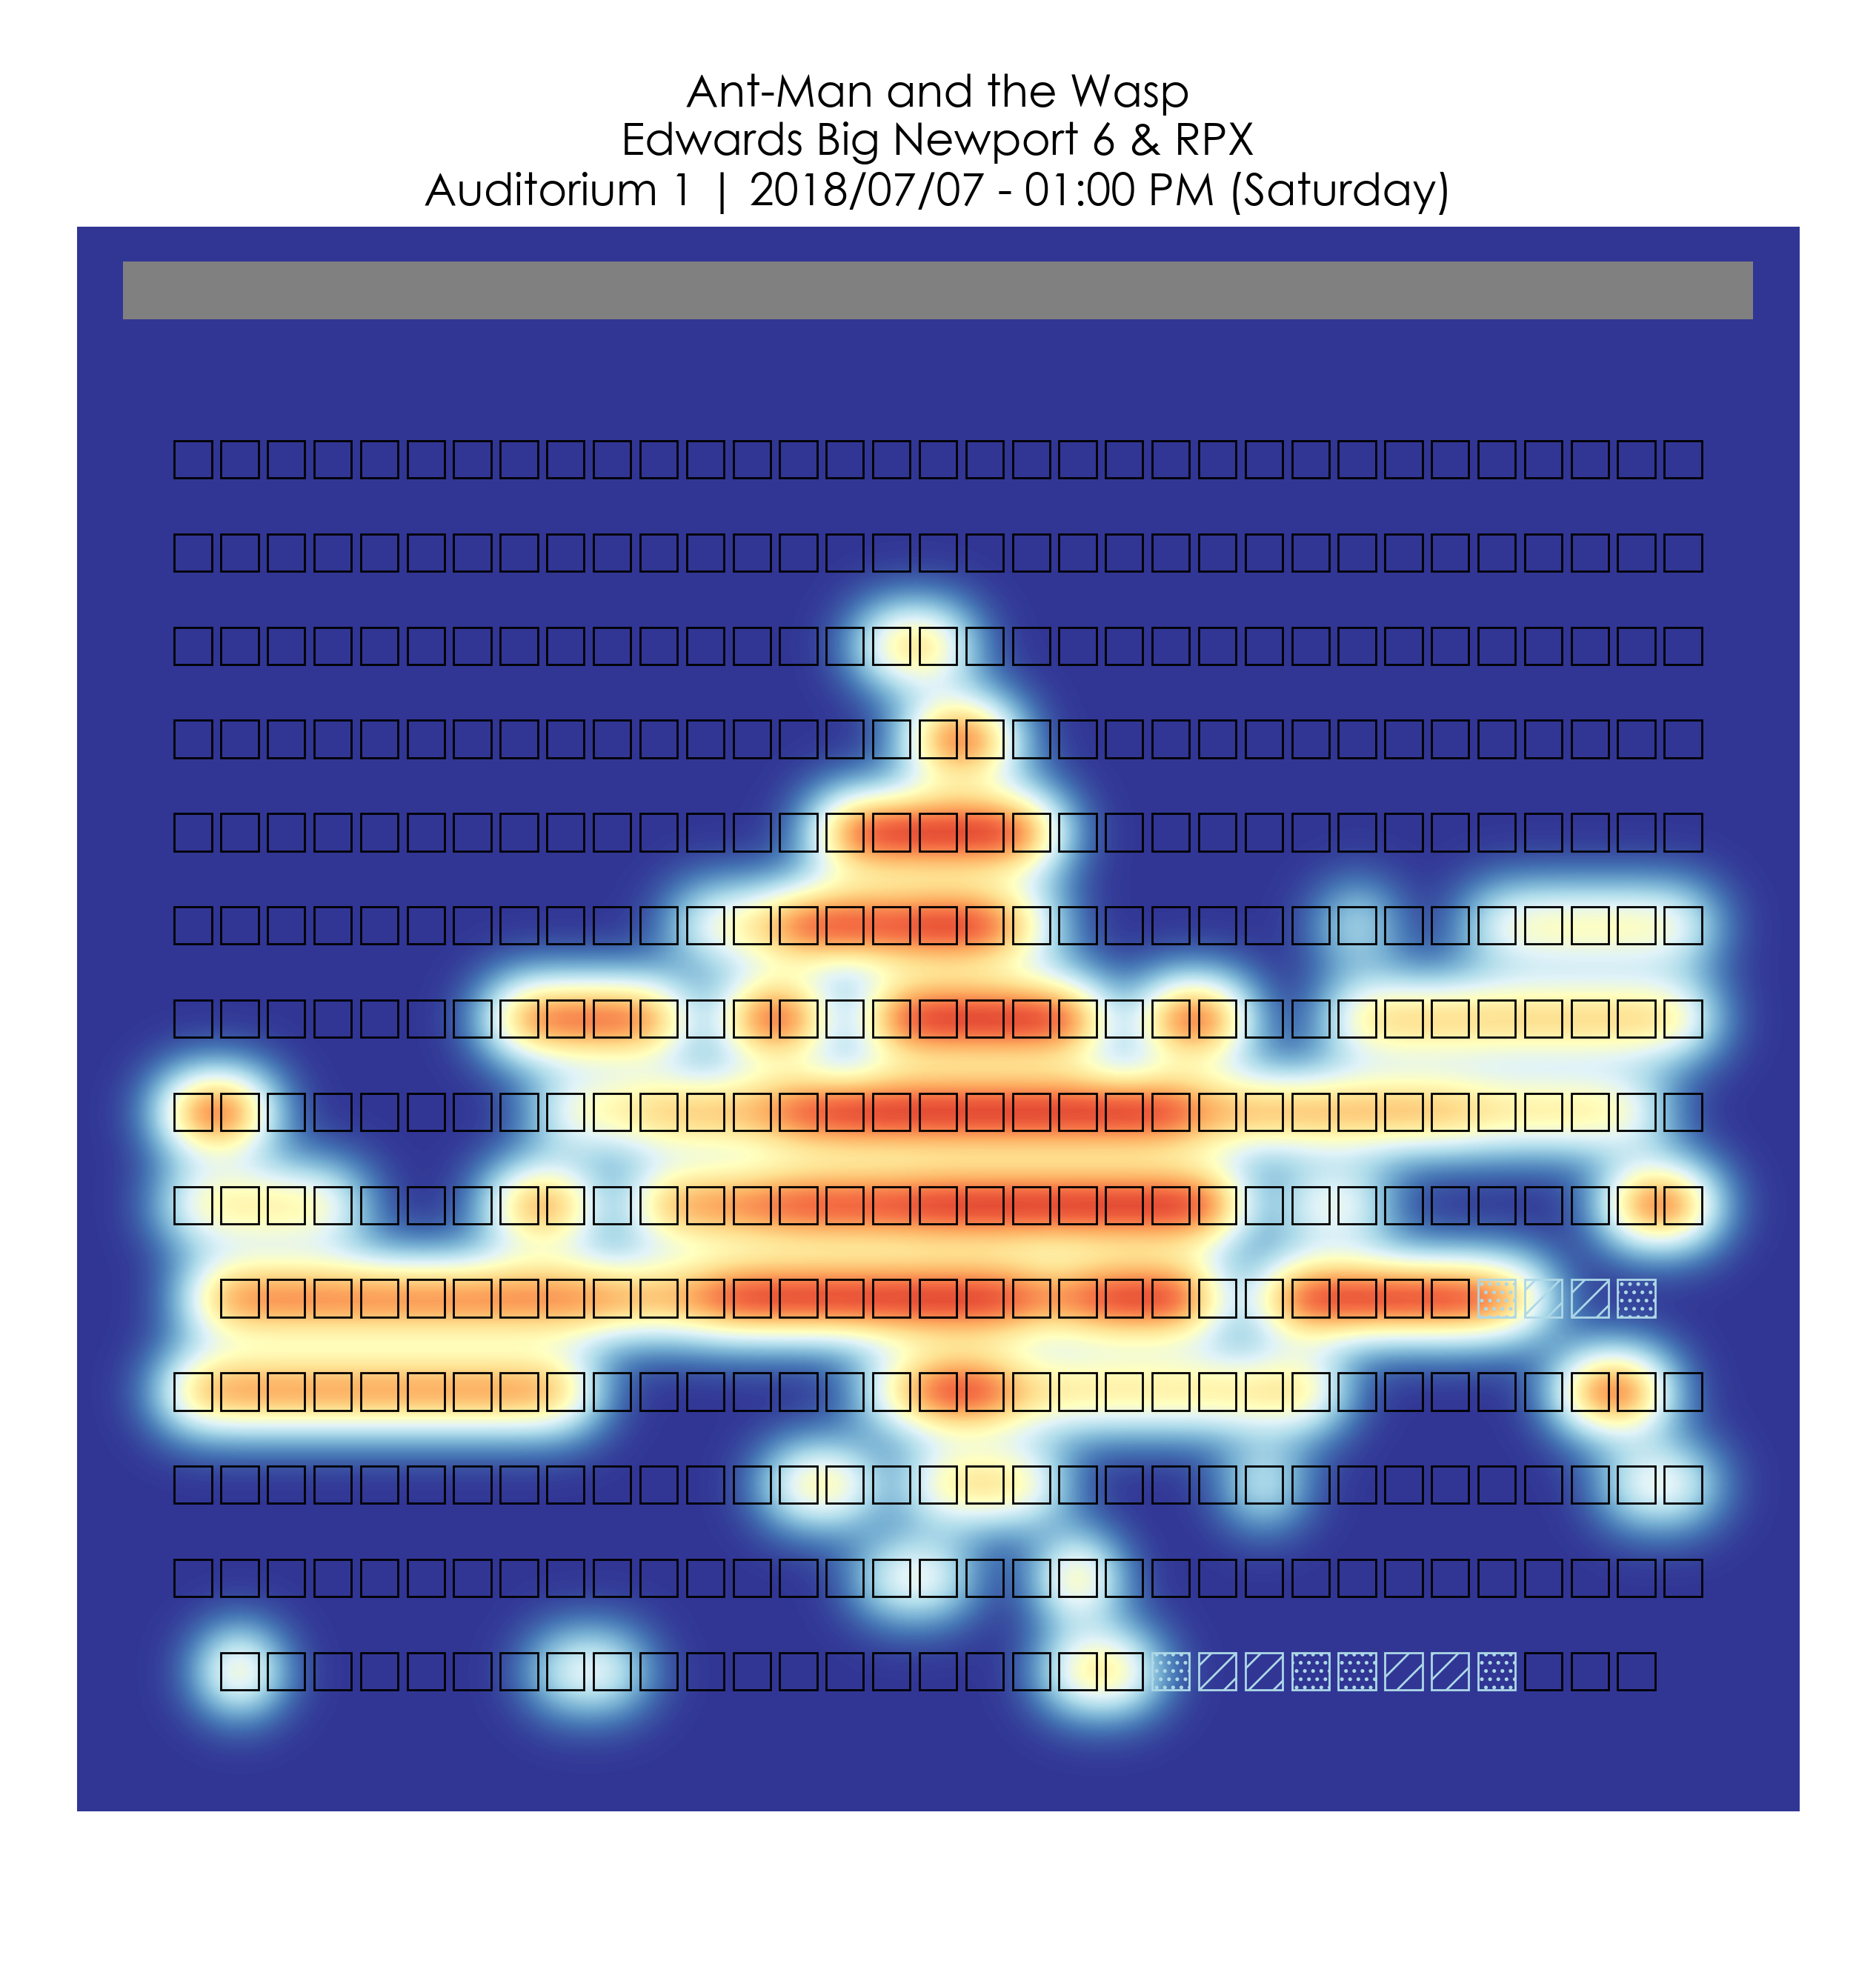 Ant-Man and the Wasp
Edwards Big Newport 6 & RPX
Auditorium 1 | 2018/07/07 - 01:00 PM (Saturday)